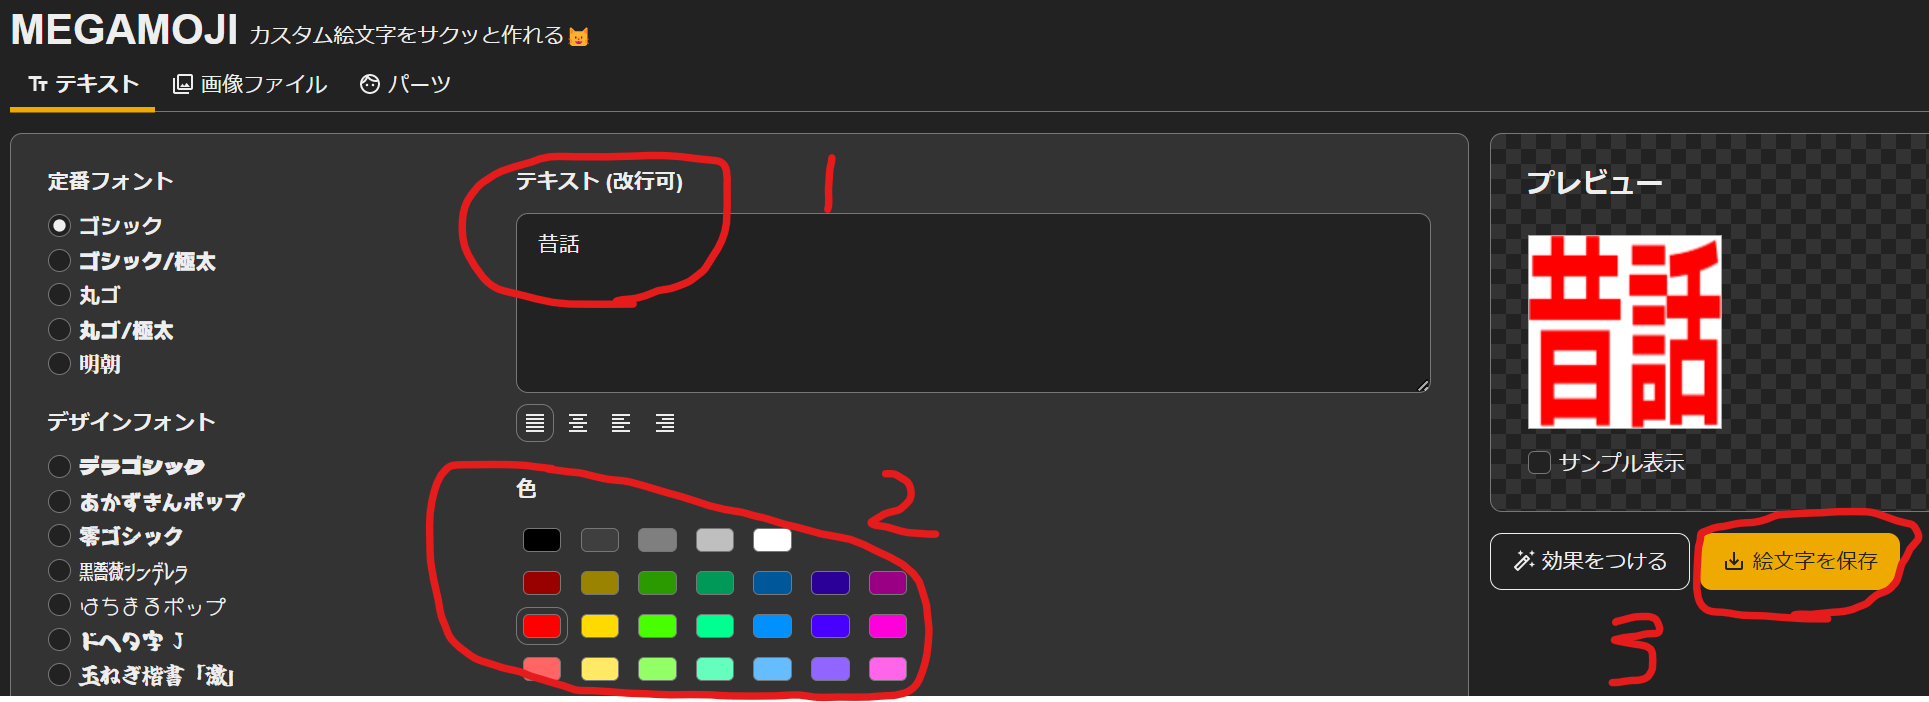 MEGAMOJI カスタム絵文字をサクッと作れる
テキスト 画像ファイル パーツ
定番フォント
ゴシック
ゴシック/極太
丸ゴ
丸ゴ/極太
明朝
デザインフォント
デラゴシック
あかずきんポップ
零ゴシック
黒薔薇シンデレラ
はちまるポップ
ドヘタ字 J
玉ねぎ楷書「激」
テキスト (改行可)
1
昔話
色
2
プレビュー
昔話
サンプル表示
効果をつける
絵文字を保存
3